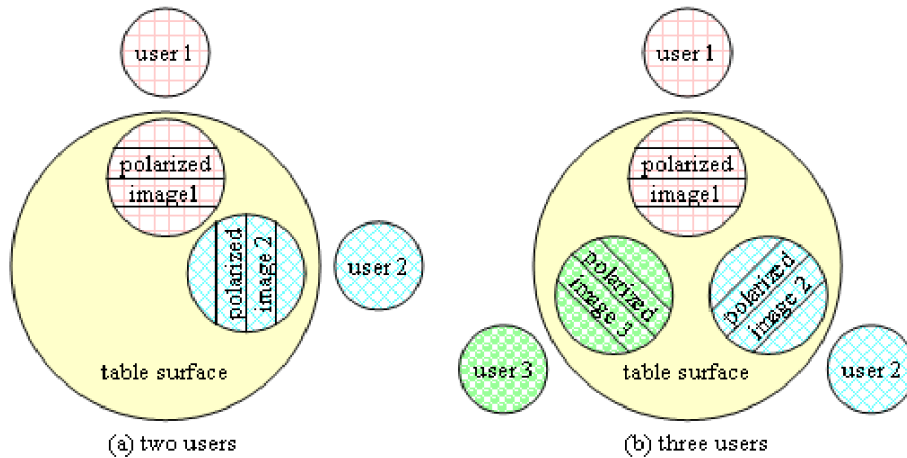 user 1
polarized
image1
polarized
image 2
user 2
table surface
(a) two users
user 1
polarized
image1
polarized
image 3
polarized
image 2
user 3
table surface
user 2
(b) three users